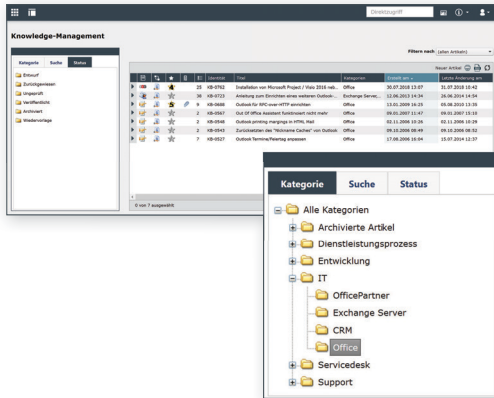 Direktzugriff
Knowledge-Management
Filtern nach (allen Artikeln)
Kategorie Suche Status
Entwurf
Zurückgewiesen
Ungeprüft
Veröffentlicht
Archiviert
Wiedervorlage
Neuer Artikel
Identität Titel Kategorien Erstellt am Letzte Änderung am
25 KB-0762 Installation von Microsoft Project / Visio 2016 neb... Office 30.07.2018 13:07 31.07.2018 10:42
36 KB-0723 Anleitung zum Einrichten eines weiteren Outlook-... Exchange Server,... 12.06.2013 14:34 26.06.2014 14:54
9 KB-0688 Outlook für RPC-over-HTTP einrichten Office 13.01.2009 16:25 05.08.2010 13:35
2 KB-0567 Out Of Office Assistent funktioniert nicht mehr Office 09.01.2007 11:47 09.01.2007 15:10
2 KB-0548 Outlook printing margings in HTML Mail Office 02.11.2006 10:26 02.11.2006 10:29
2 KB-0543 Zurücksetzten des "Nickname Caches" von Outlook Office 09.10.2006 08:49 09.10.2006 08:52
7 KB-0527 Outlook Termine/Feiertag anpassen Office 17.08.2006 16:04 15.07.2014 12:37
0 von 7 ausgewählt
Kategorie Suche Status
Alle Kategorien
Archivierte Artikel
Dienstleistungsprozess
Entwicklung
IT
OfficePartner
Exchange Server
CRM
Office
Servicedesk
Support